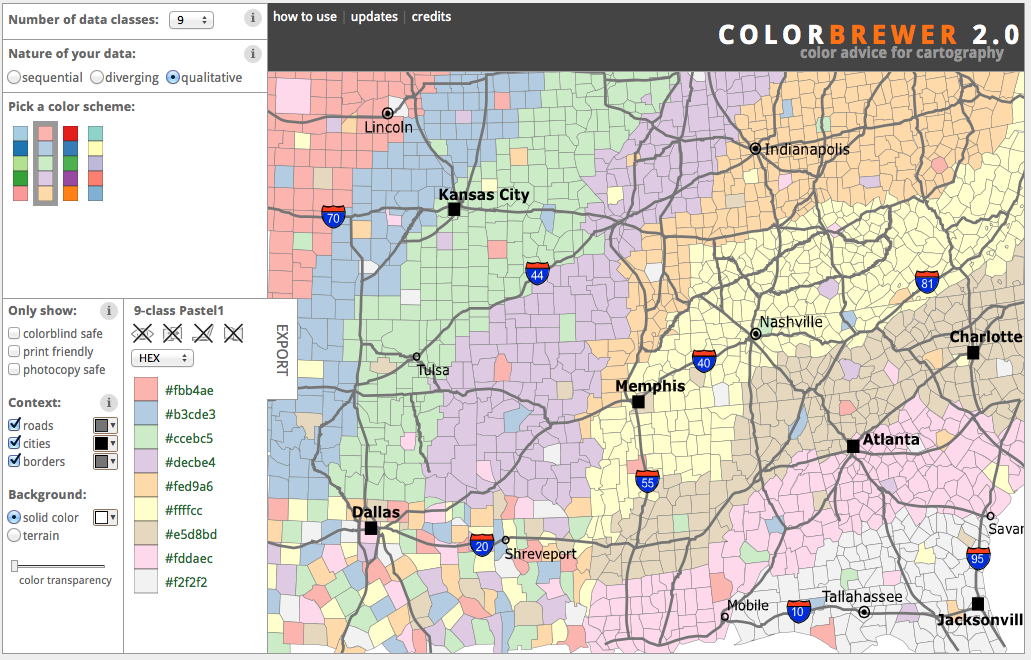 Number of data classes: 9 i
how to use | updates | credits
COLORBREWER 2.0
color advice for cartography
Nature of your data: i
sequential diverging qualitative
Pick a color scheme:
Lincoln
Indianapolis
Kansas City
70
44
81
Only show: i
colorblind safe
print friendly
photocopy safe
Context: i
roads
cities
borders
Background:
solid color
terrain
color transparency
9-class Pastel1
HEX
#fbb4ae
#b3cde3
#ccebc5
#decbe4
#fed9a6
#ffffcc
#e5d8bd
#fddaec
#f2f2f2
EXPORT
Nashville
Charlotte
Tulsa
40
Memphis
Atlanta
55
Dallas
20
Shreveport
Savar
95
Mobile
10
Tallahassee
Jacksonvill